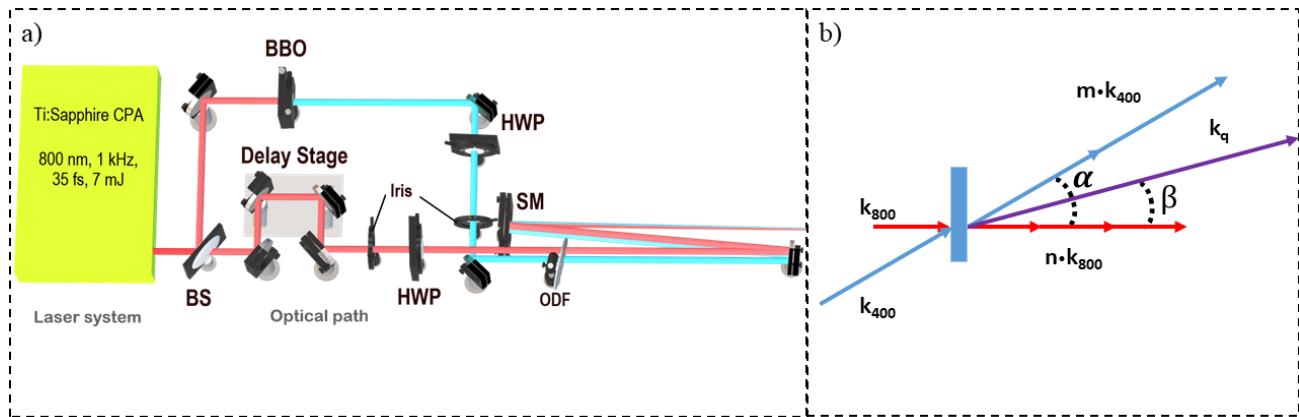 a)
BBO
Ti:Sapphire CPA
800 nm, 1 kHz,
35 fs, 7 mJ
HWP
Delay Stage
Iris
SM
BS
HWP
ODF
Laser system
Optical path
b)
m·k400
kq
α
β
k800
n·k800
k400